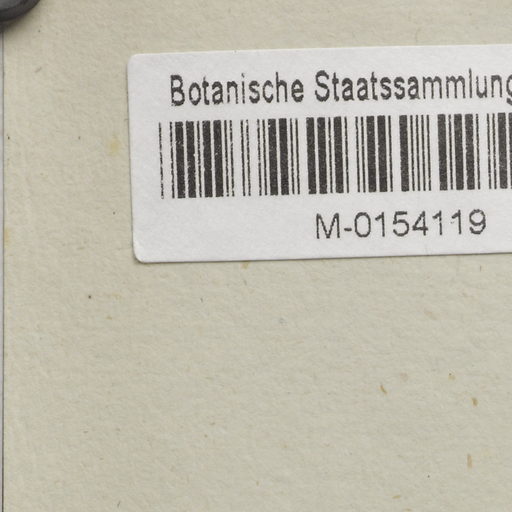 Botanische Staatssammlung
M-0154119